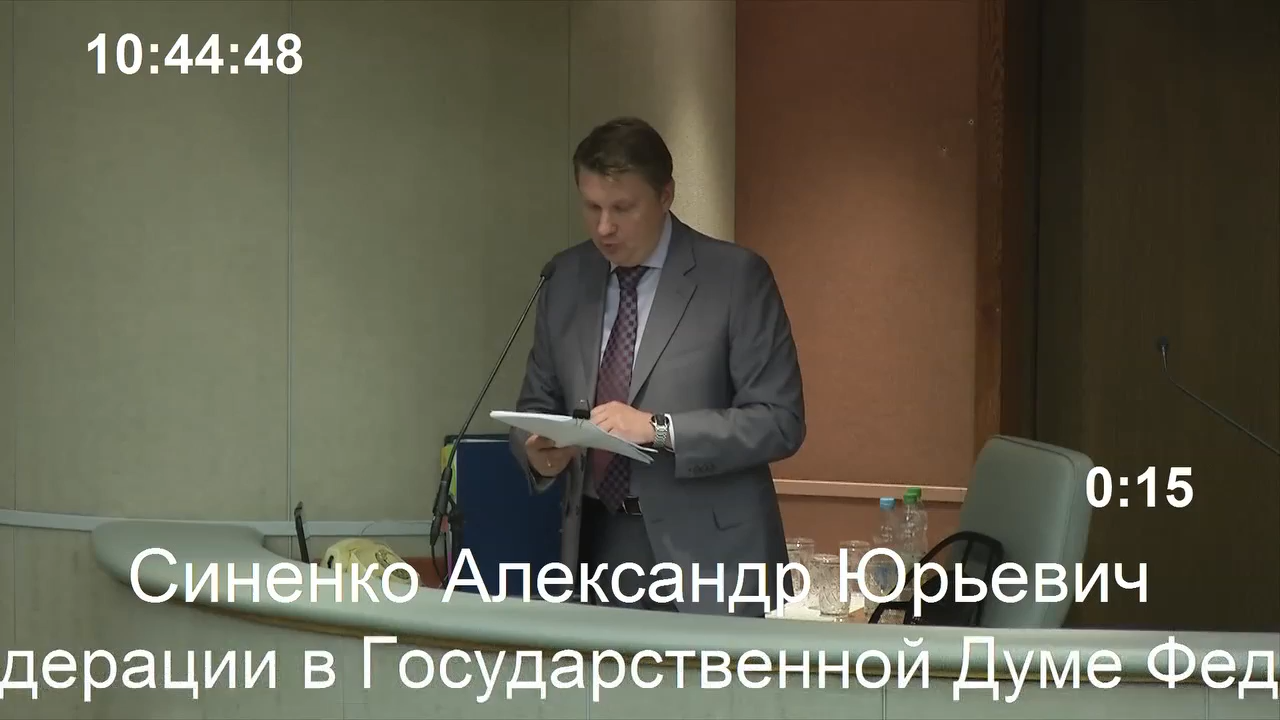 10:44:48
0:15
Синенко Александр Юрьевич
дерации в Государственной Думе Фед